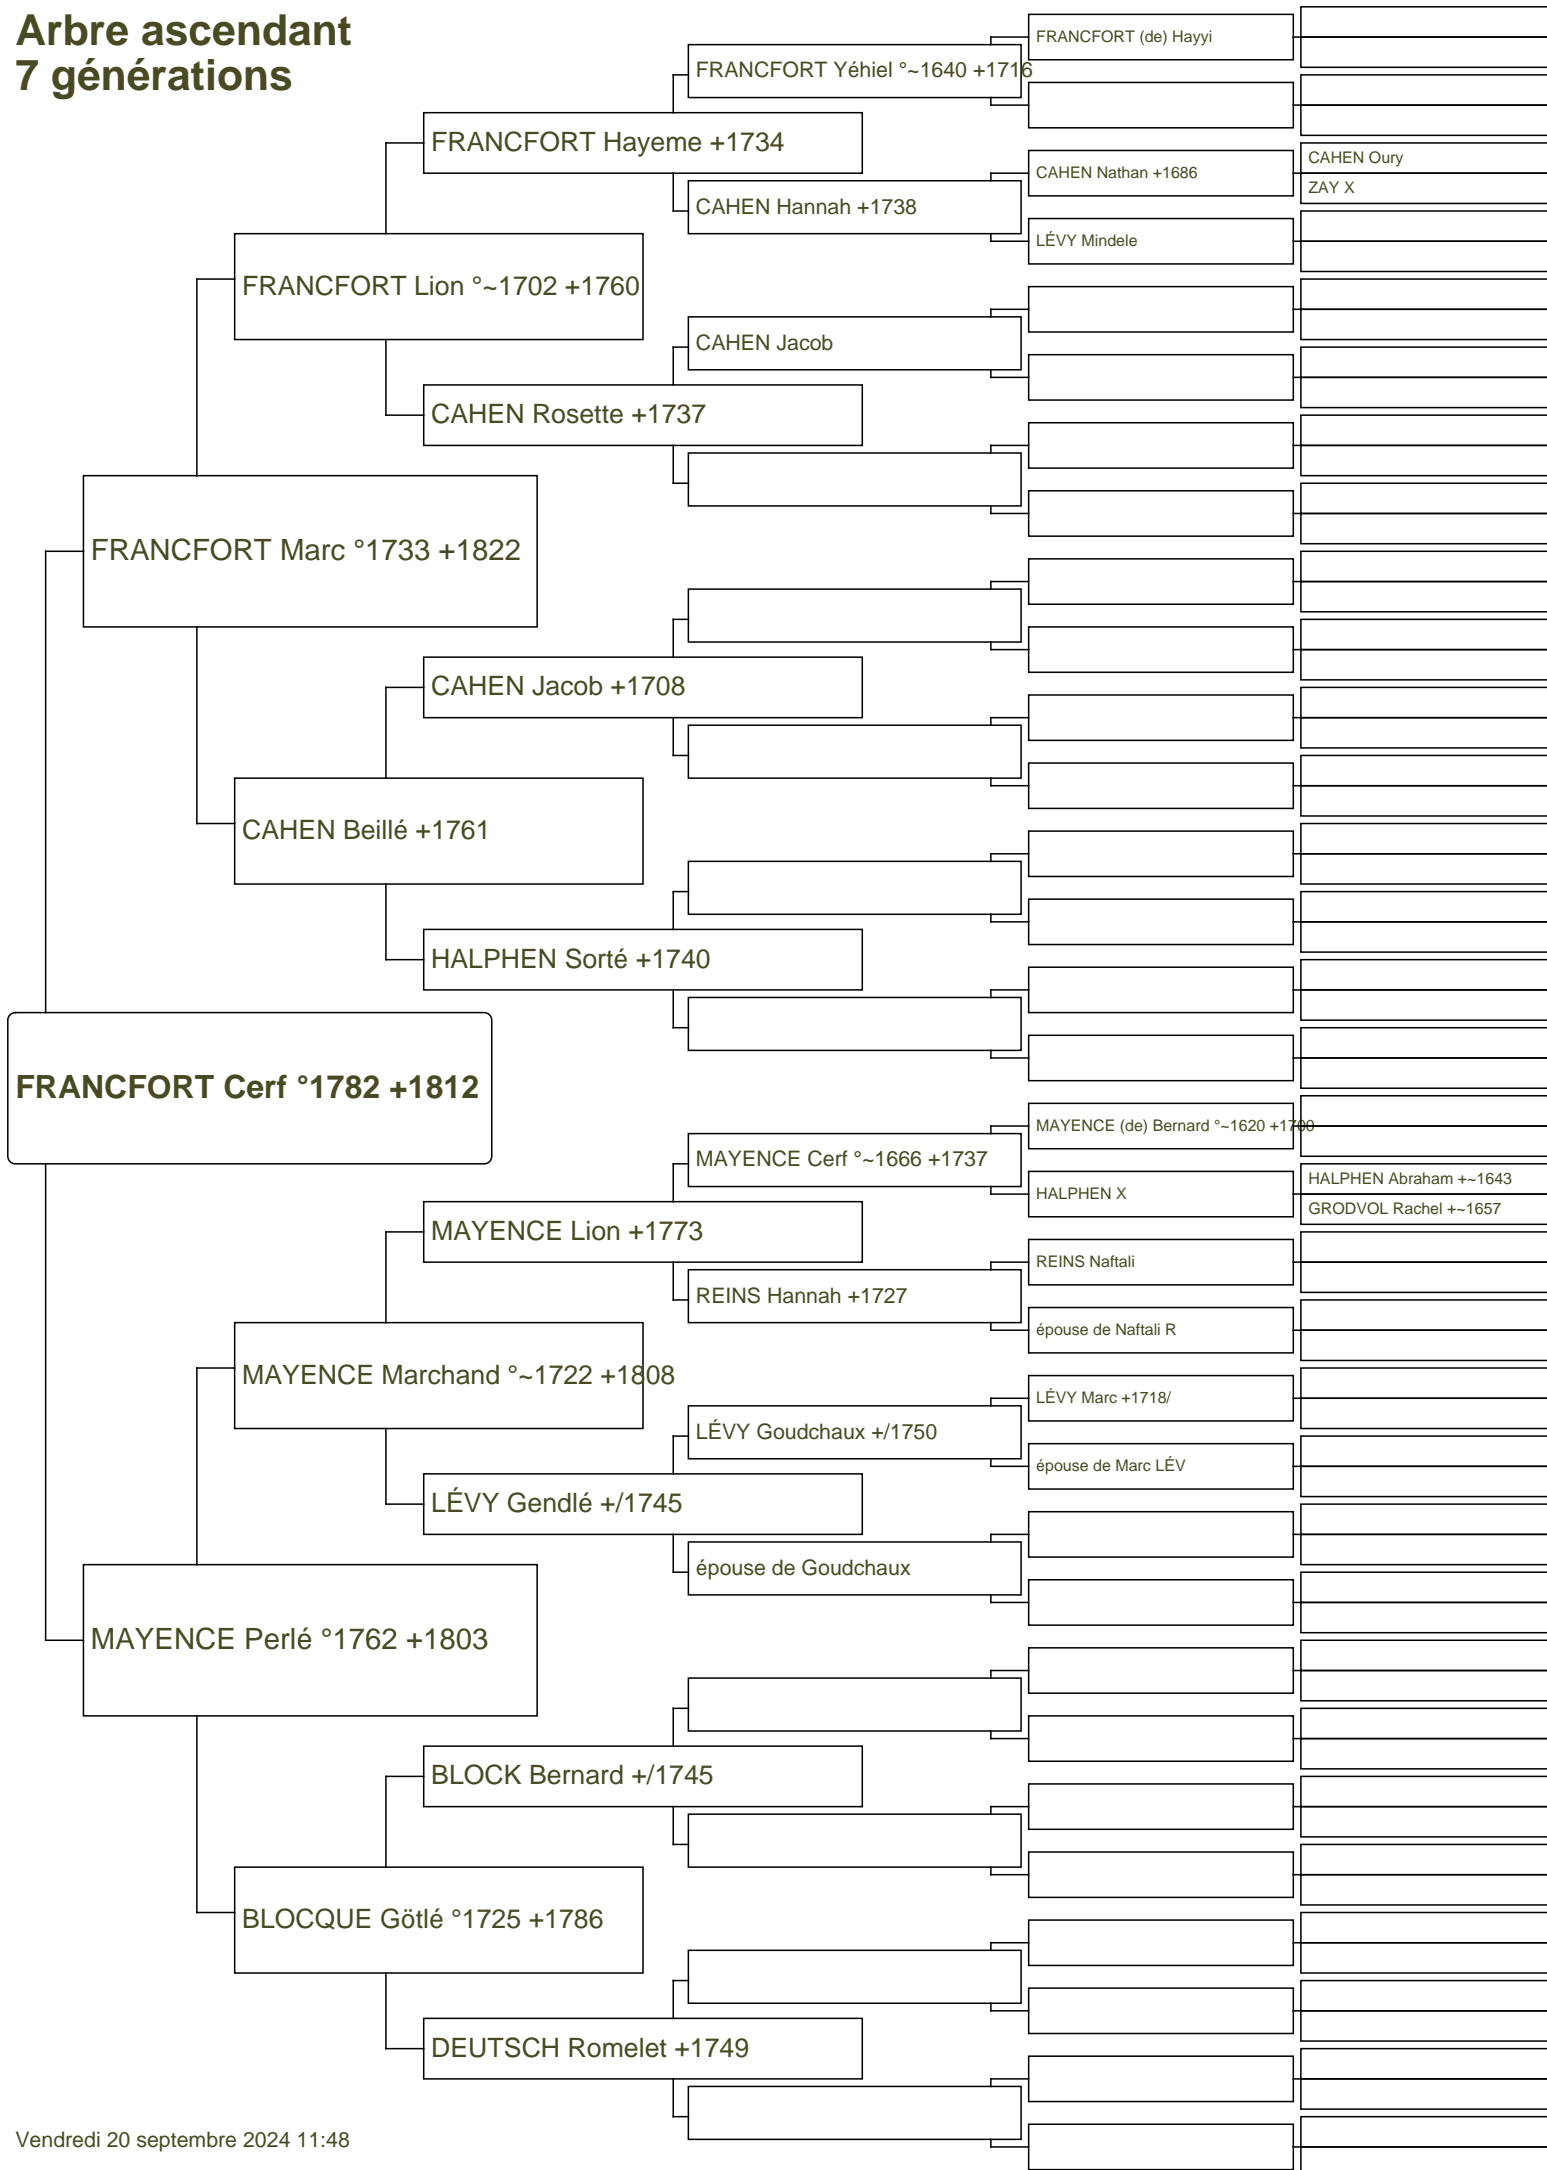 Arbre ascendant
7 générations
FRANCFORT (de) Hayyi
FRANCFORT Yéhiel °~1640 +1716
FRANCFORT Hayeme +1734
CAHEN Oury
CAHEN Nathan +1686
ZAY X
CAHEN Hannah +1738
LÉVY Mindele
FRANCFORT Lion °~1702 +1760
CAHEN Jacob
CAHEN Rosette +1737
FRANCFORT Marc °1733 +1822
CAHEN Jacob +1708
CAHEN Beillé +1761
HALPHEN Sorté +1740
FRANCFORT Cerf °1782 +1812
MAYENCE (de) Bernard °~1620 +1700
MAYENCE Cerf °~1666 +1737
HALPHEN Abraham +~1643
HALPHEN X
GRODVOL Rachel +~1657
MAYENCE Lion +1773
REINS Naftali
REINS Hannah +1727
épouse de Naftali R
MAYENCE Marchand °~1722 +1808
LÉVY Marc +1718/
LÉVY Goudchaux +/1750
épouse de Marc LÉV
LÉVY Gendlé +/1745
épouse de Goudchaux
MAYENCE Perlé °1762 +1803
BLOCK Bernard +/1745
BLOCQUE Götlé °1725 +1786
DEUTSCH Romelet +1749
Vendredi 20 septembre 2024 11:48